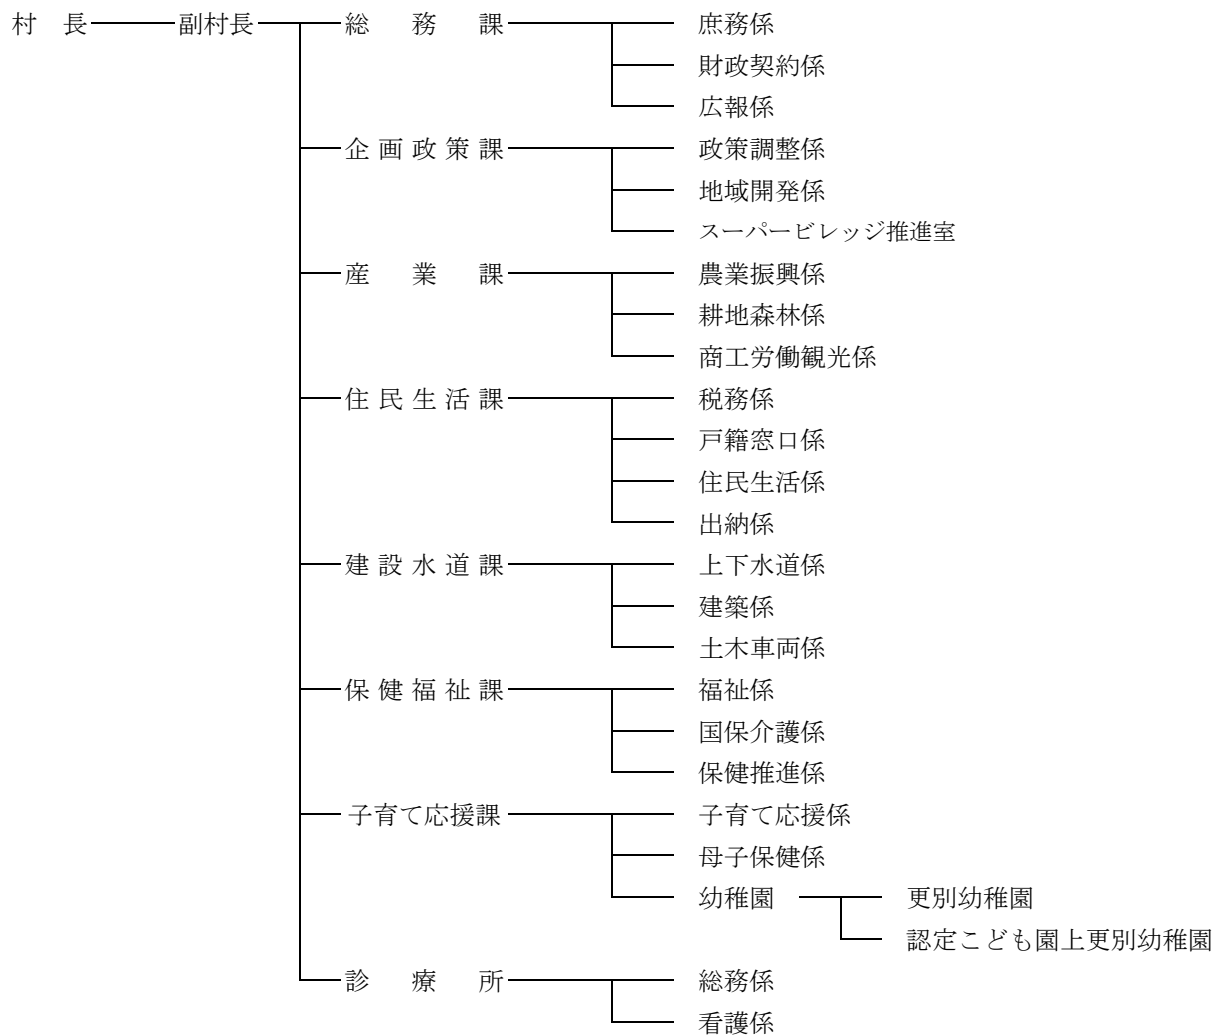 村長 副村長 総務課 庶務係
財政契約係
広報係
企画政策課 政策調整係
地域開発係
スーパービレッジ推進室
産業課 農業振興係
耕地森林係
商工労働観光係
住民生活課 税務係
戸籍窓口係
住民生活係
出納係
建設水道課 上下水道係
建築係
土木車両係
保健福祉課 福祉係
国保介護係
保健推進係
子育て応援課 子育て応援係
母子保健係
幼稚園 更別幼稚園
認定こども園上更別幼稚園
診療所 総務係
看護係